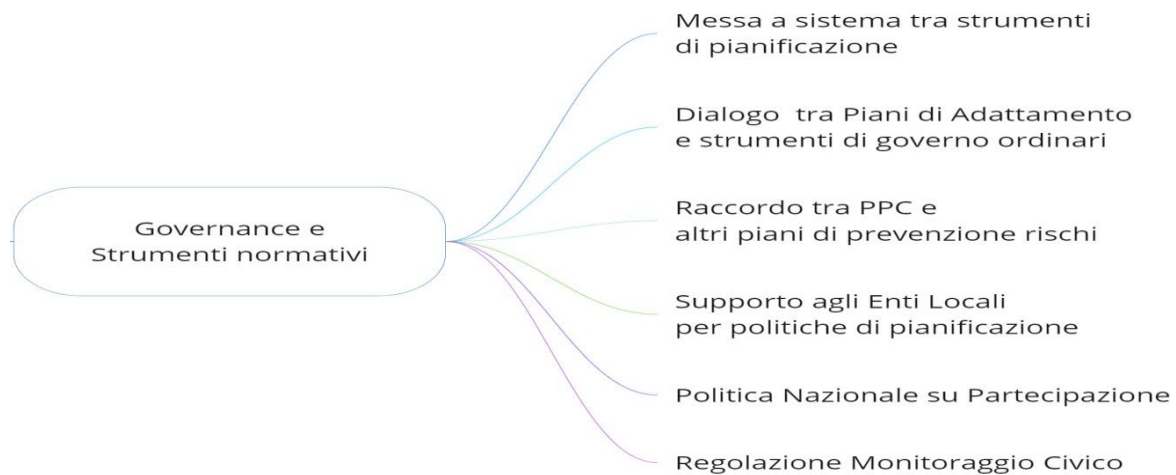 Governance e
Strumenti normativi
Messa a sistema tra strumenti
di pianificazione
Dialogo tra Piani di Adattamento
e strumenti di governo ordinari
Raccordo tra PPC e
altri piani di prevenzione rischi
Supporto agli Enti Locali
per politiche di pianificazione
Politica Nazionale su Partecipazione
Regolazione Monitoraggio Civico